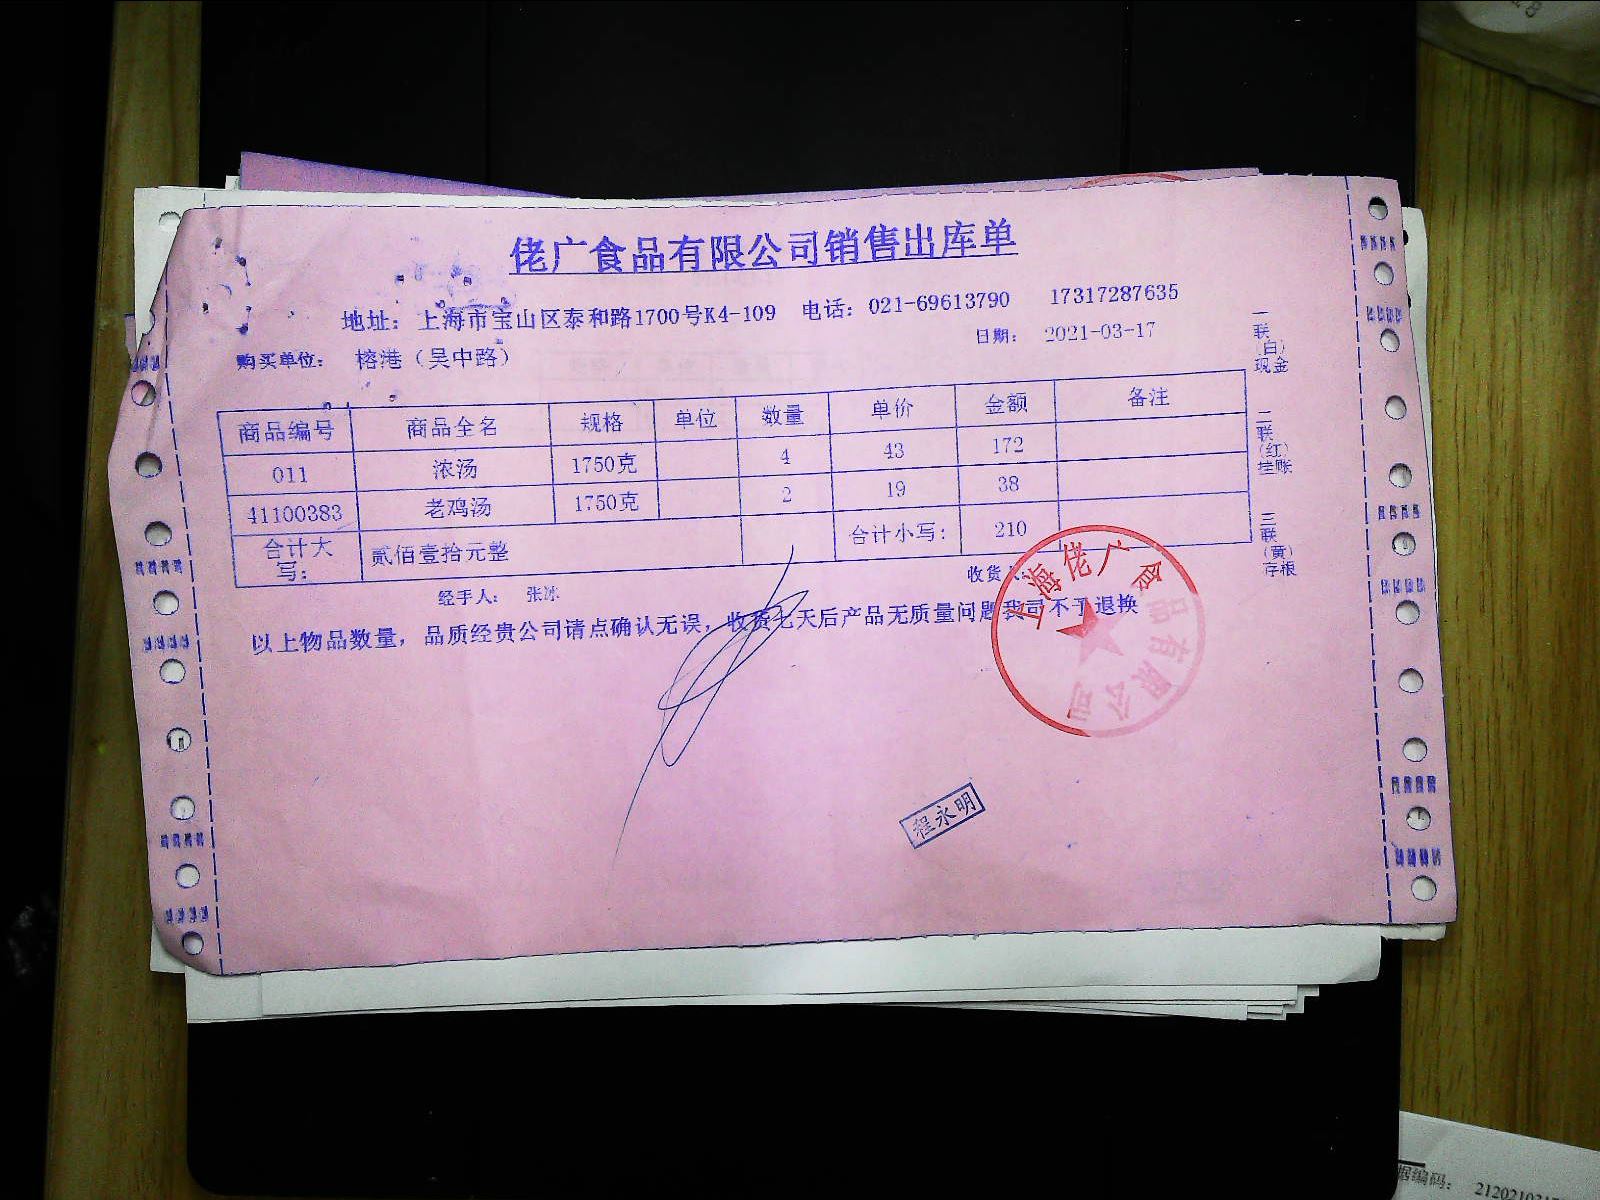 佬广食品有限公司销售出库单
地址：上海市宝山区泰和路1700号K4-109 电话：021-69613790 17317287635
日期： 2021-03-17
购买单位： 榕港（吴中路）
商品编号 商品全名 规格 单位 数量 单价 金额 备注
011 浓汤 1750克 4 43 172
41100383 老鸡汤 1750克 2 19 38
合计大写： 贰佰壹拾元整 合计小写： 210
经手人： 张冰 收货人：
以上物品数量，品质经贵公司请点确认无误，收货七天后产品无质量问题我司不予退换
一联（白）现金
二联（红）挂账
三联（黄）存根
上海佬广食品有限公司
程永明
据编码：